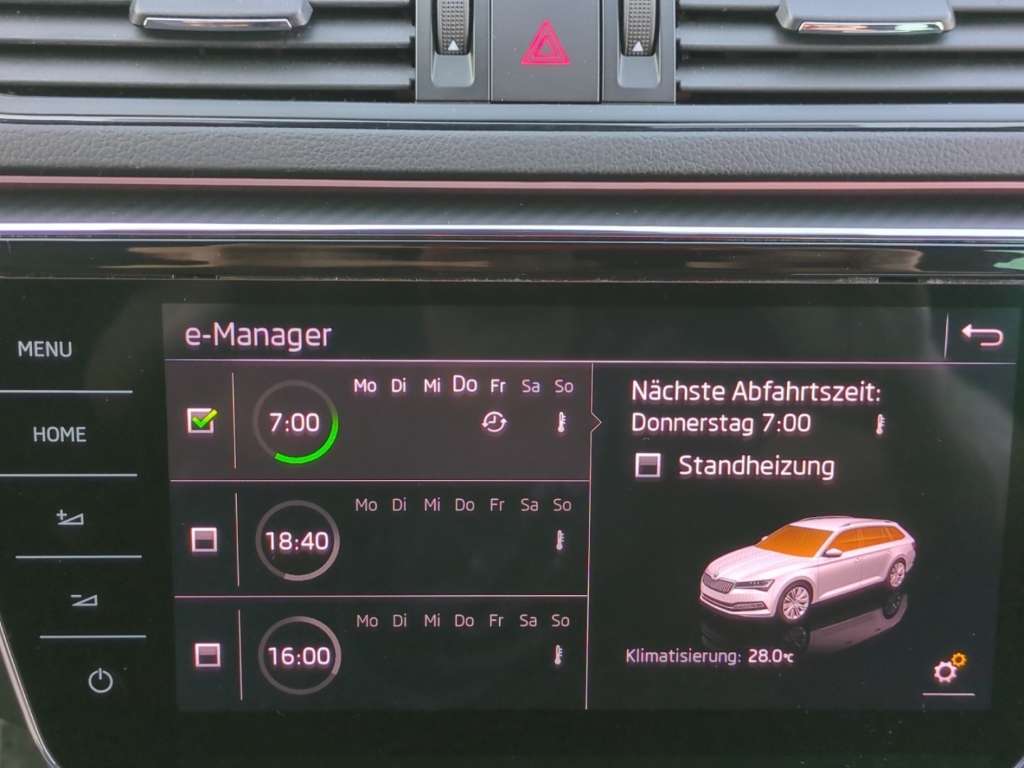 MENU
HOME
e-Manager
Mo Di Mi Do Fr Sa So
7:00
Mo Di Mi Do Fr Sa So
18:40
Mo Di Mi Do Fr Sa So
16:00
Nächste Abfahrtszeit:
Donnerstag 7:00
Standheizung
Klimatisierung: 28.0°C